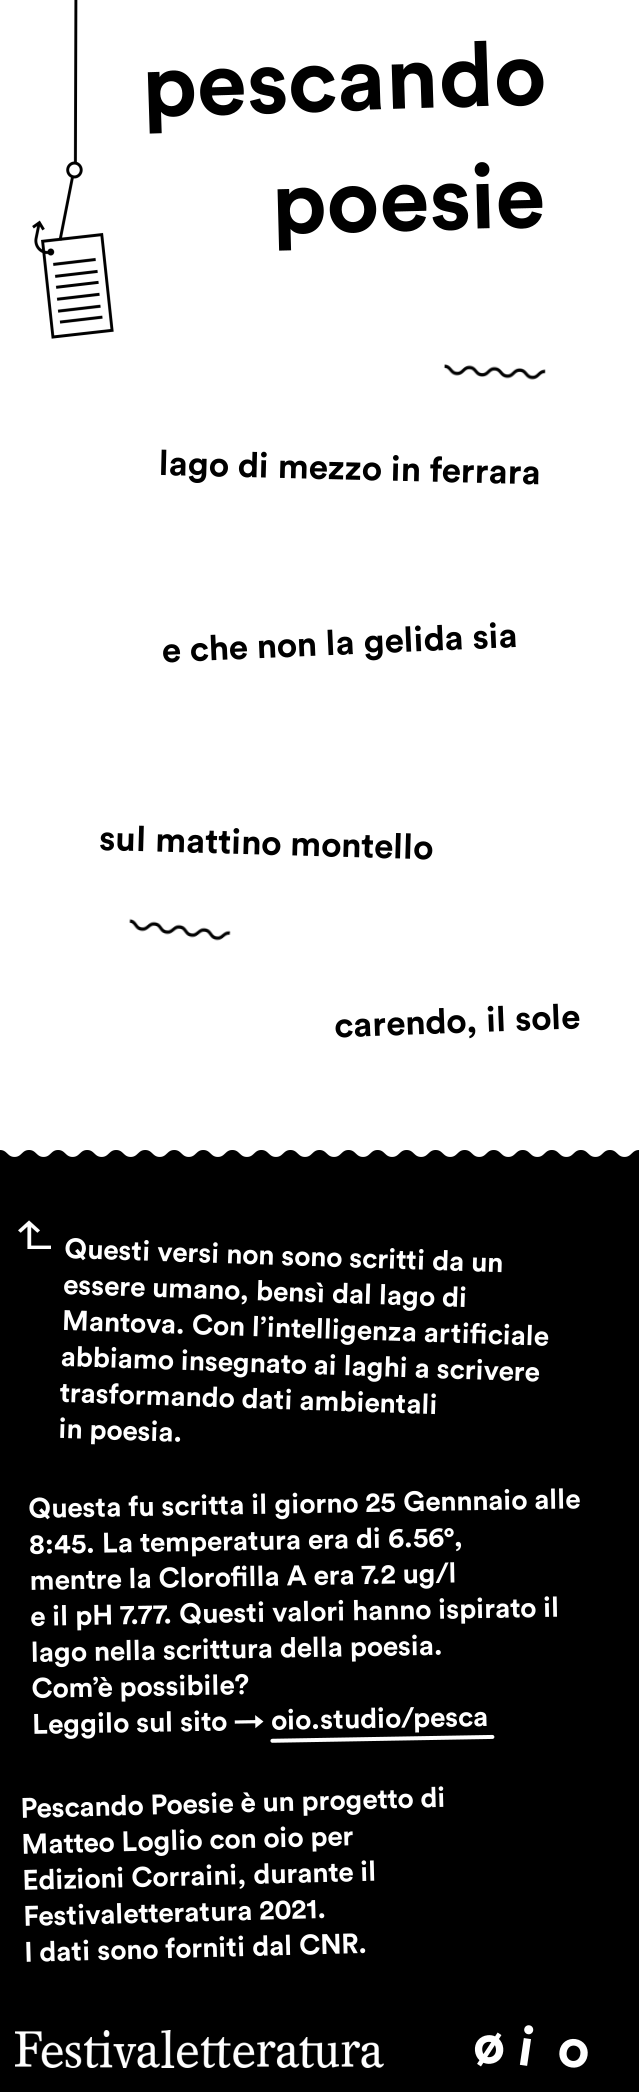 pescando
poesie
lago di mezzo in ferrara
e che non la gelida sia
sul mattino montello
carendo, il sole
Questi versi non sono scritti da un
essere umano, bensì dal lago di
Mantova. Con l'intelligenza artificiale
abbiamo insegnato ai laghi a scrivere
trasformando dati ambientali
in poesia.
Questa fu scritta il giorno 25 Gennnaio alle
8:45. La temperatura era di 6.56°,
mentre la Clorofilla A era 7.2 ug/l
e il pH 7.77. Questi valori hanno ispirato il
lago nella scrittura della poesia.
Com'è possibile?
Leggilo sul sito → oio.studio/pesca
Pescando Poesie è un progetto di
Matteo Loglio con oio per
Edizioni Corraini, durante il
Festivaletteratura 2021.
I dati sono forniti dal CNR.
Festivaletteratura øio